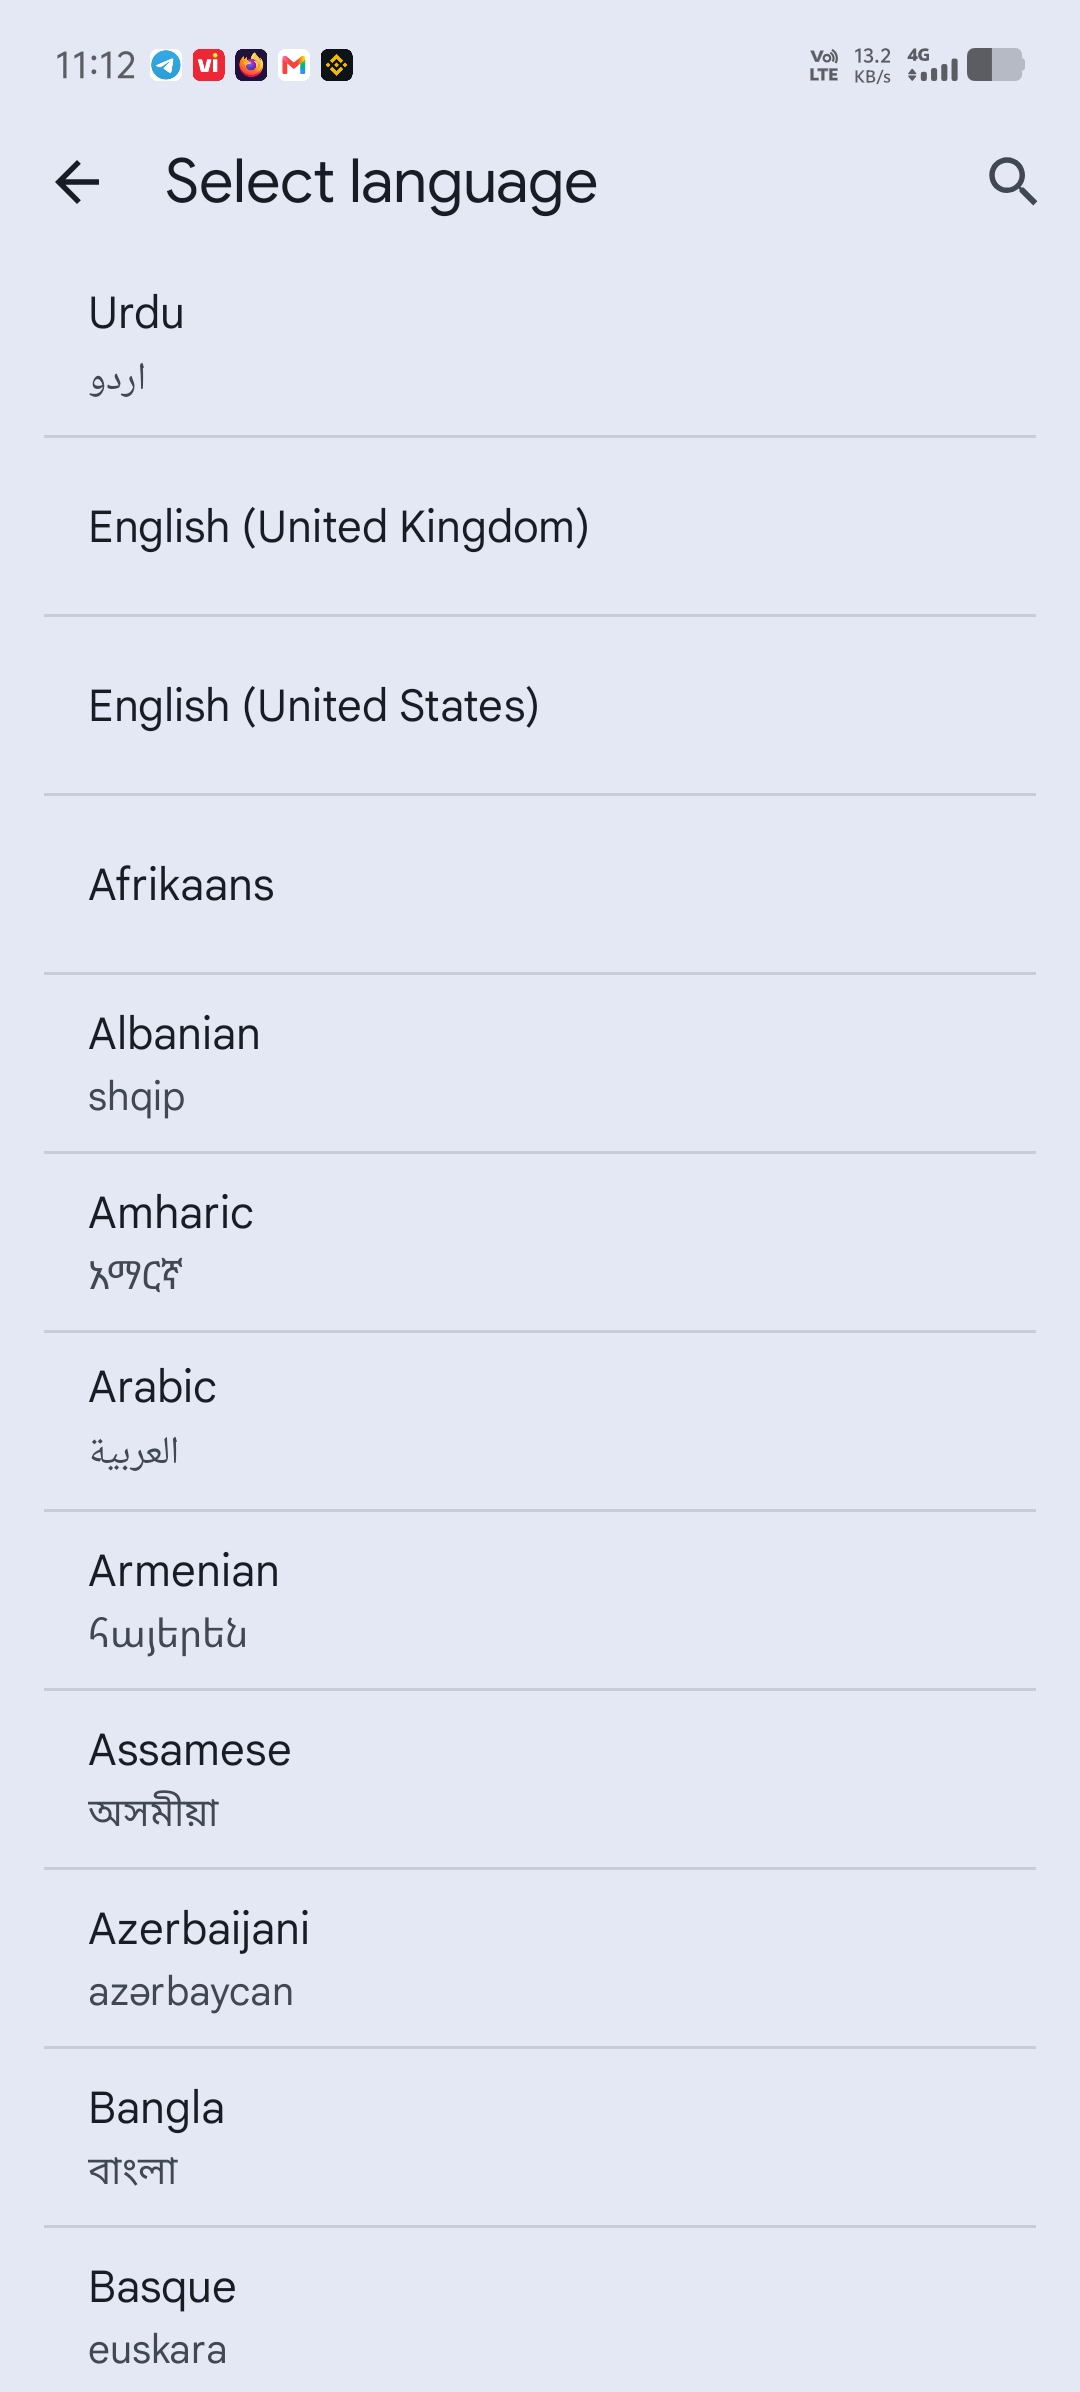 11:12 vi Vo)) LTE 13.2 KB/s 4G
Select language
Urdu
اردو
English (United Kingdom)
English (United States)
Afrikaans
Albanian
shqip
Amharic
አማርኛ
Arabic
العربية
Armenian
հայերեն
Assamese
অসমীয়া
Azerbaijani
azərbaycan
Bangla
বাংলা
Basque
euskara